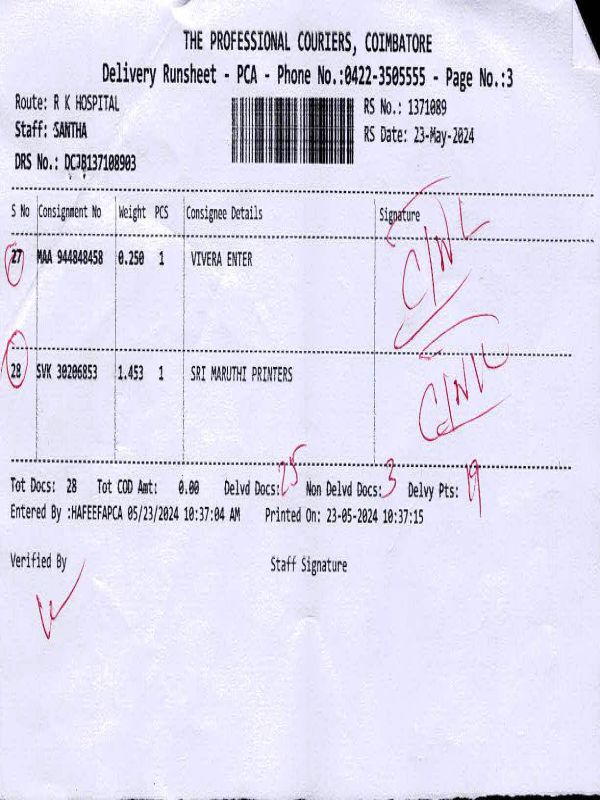 THE PROFESSIONAL COURIERS, COIMBATORE
Delivery Runsheet - PCA - Phone No.:0422-3505555 - Page No.:3
Route: R K HOSPITAL
RS No.: 1371089
Staff: SANTHA
RS Date: 23-May-2024
DRS No.: DCJB137108903
S No Consignment No Weight PCS Consignee Details Signature
27 MAA 944848458 0.250 1 VIVERA ENTER
C/NL
28 SVK 30206853 1.453 1 SRI MARUTHI PRINTERS
Tot Docs: 28 Tot COD Amt: 0.00 Delvd Docs: 25 Non Delvd Docs: 3 Delvy Pts:
Entered By :HAFEEFAPCA 05/23/2024 10:37:04 AM Printed On: 23-05-2024 10:37:15
Verified By Staff Signature